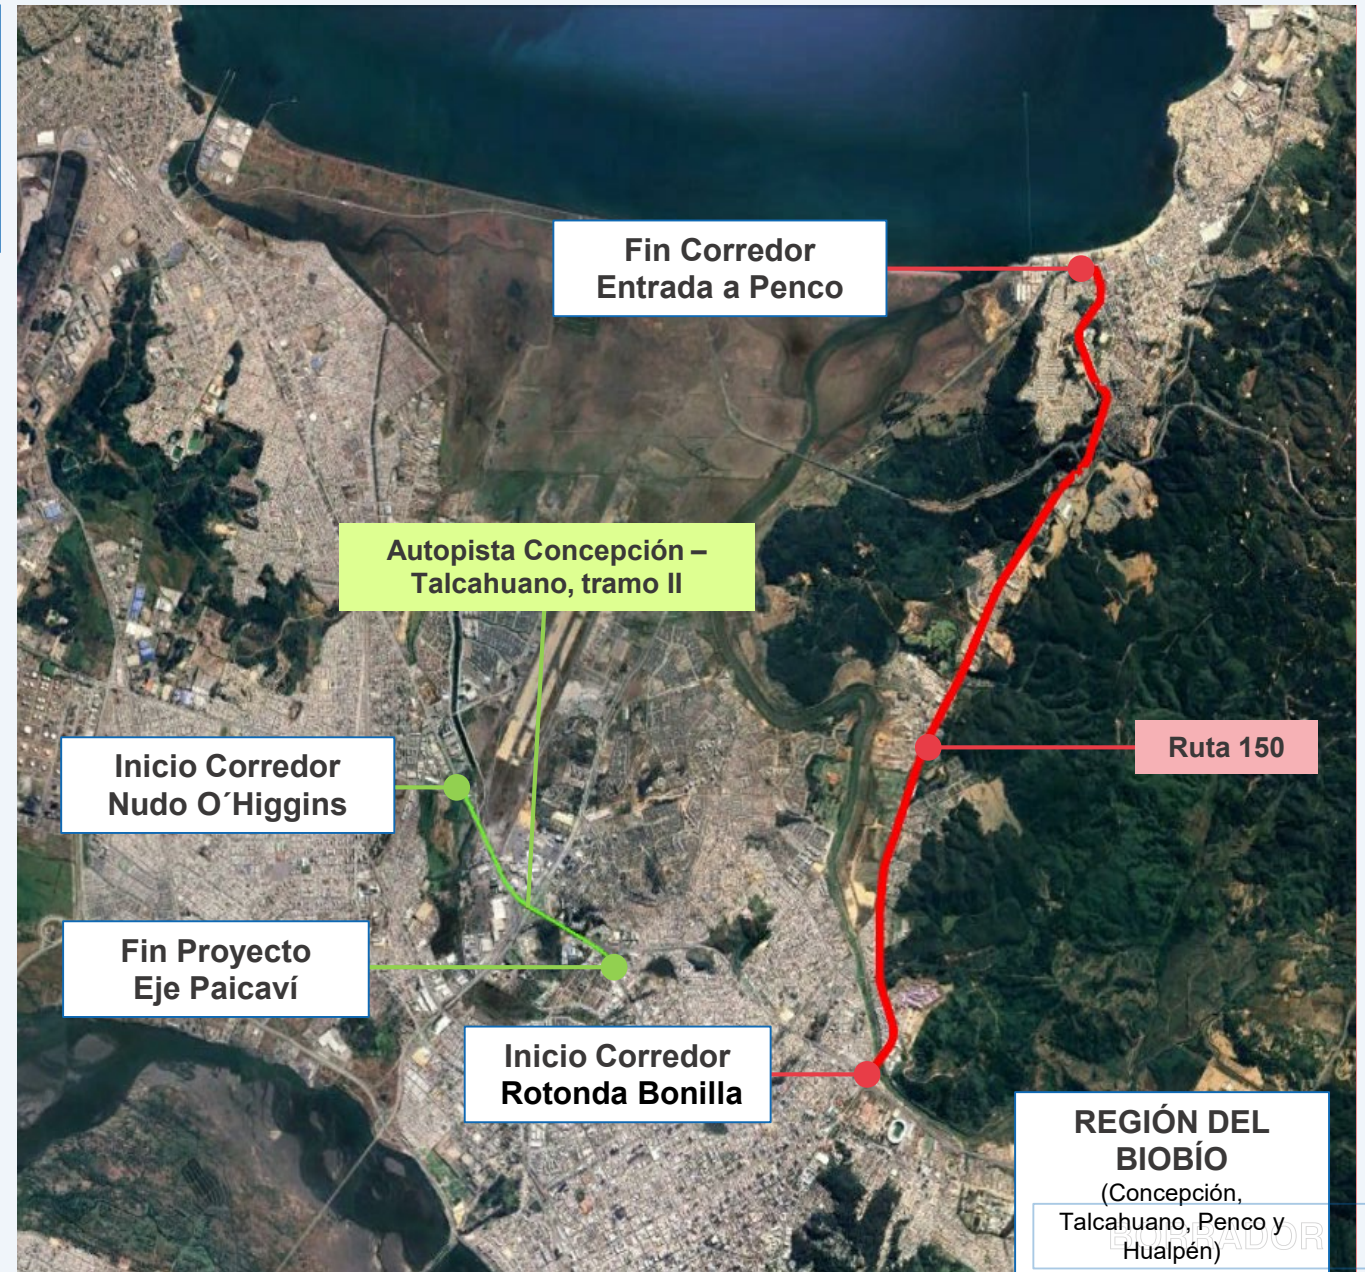 Fin Corredor
Entrada a Penco
Autopista Concepción –
Talcahuano, tramo II
Ruta 150
Inicio Corredor
Nudo O´Higgins
Fin Proyecto
Eje Paicaví
Inicio Corredor
Rotonda Bonilla
REGIÓN DEL
BIOBÍO
(Concepción,
Talcahuano, Penco y
Hualpén)
BORRADOR